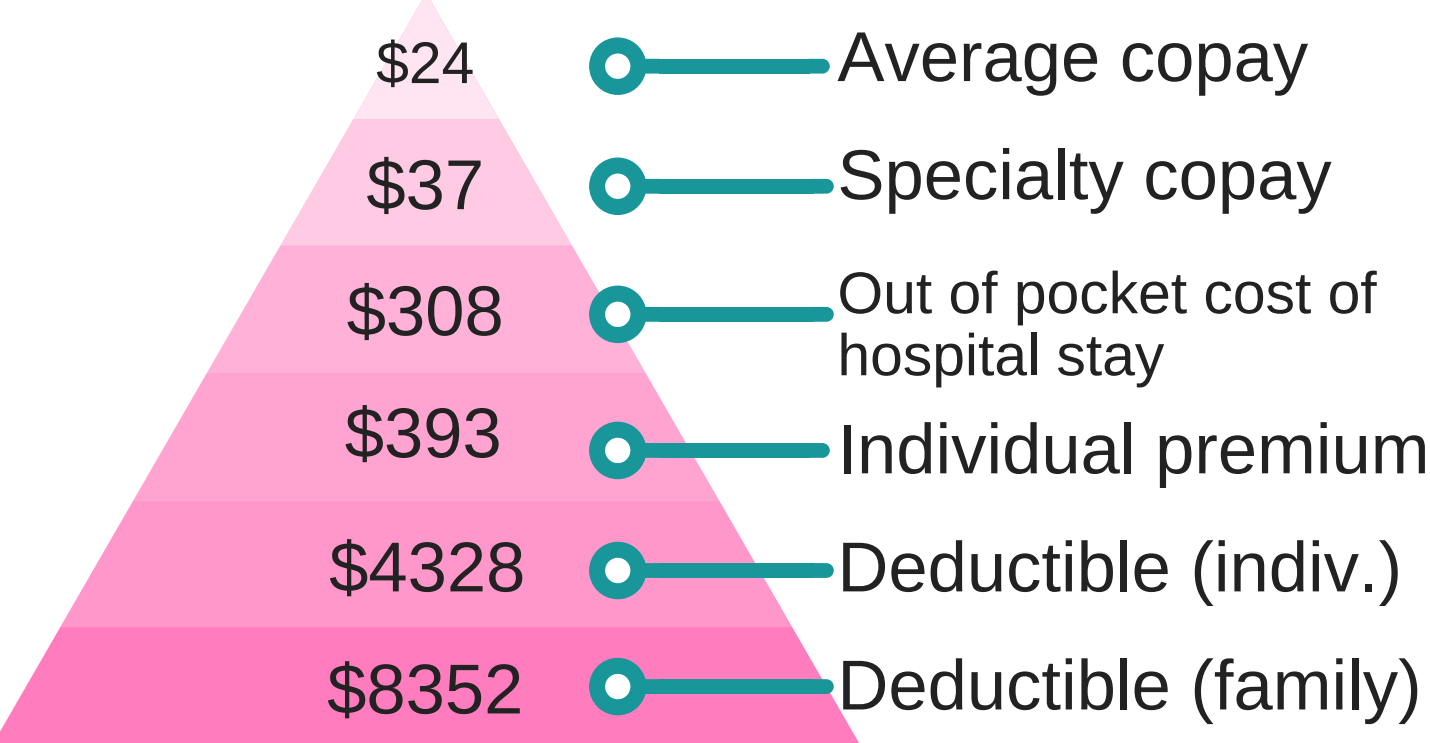 $24
Average copay
$37
Specialty copay
$308
Out of pocket cost of
hospital stay
$393
Individual premium
$4328
Deductible (indiv.)
$8352
Deductible (family)